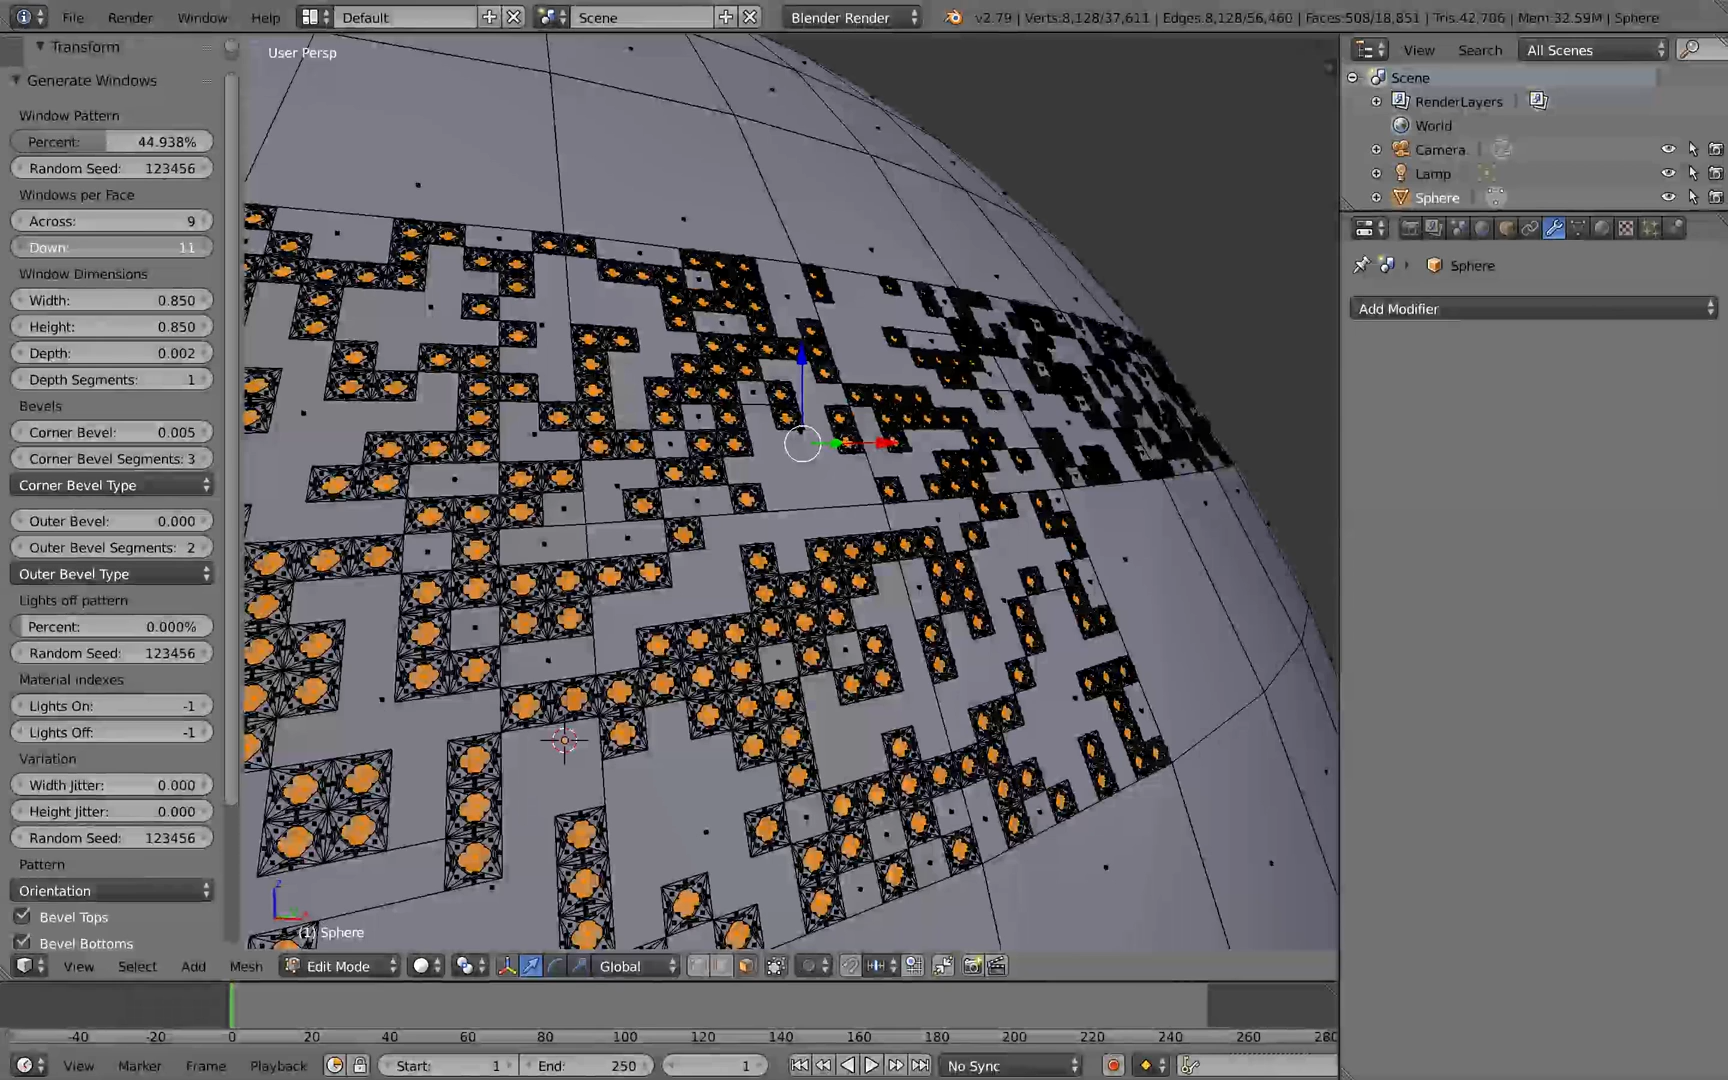 File Render Window Help Default Scene Blender Render v2.79 | Verts:8,128/37,611 | Edges:8,128/56,460 | Faces:508/18,851 | Tris:42,706 | Mem:32.59M | Sphere
Transform
Generate Windows
Window Pattern
Percent: 44.938%
Random Seed: 123456
Windows per Face
Across: 9
Down: 11
Window Dimensions
Width: 0.850
Height: 0.850
Depth: 0.002
Depth Segments: 1
Bevels
Corner Bevel: 0.005
Corner Bevel Segments: 3
Corner Bevel Type
Outer Bevel: 0.000
Outer Bevel Segments: 2
Outer Bevel Type
Lights off pattern
Percent: 0.000%
Random Seed: 123456
Material indexes
Lights On: -1
Lights Off: -1
Variation
Width Jitter: 0.000
Height Jitter: 0.000
Random Seed: 123456
Pattern
Orientation
Bevel Tops
Bevel Bottoms
User Persp
z
(1) Sphere
View Select Add Mesh Edit Mode Global
-40 -20 0 20 40 60 80 100 120 140 160 180 200 220 240 260 280
View Marker Frame Playback Start: 1 End: 250 1 No Sync
View Search All Scenes
Scene
RenderLayers
World
Camera
Lamp
Sphere
Sphere
Add Modifier